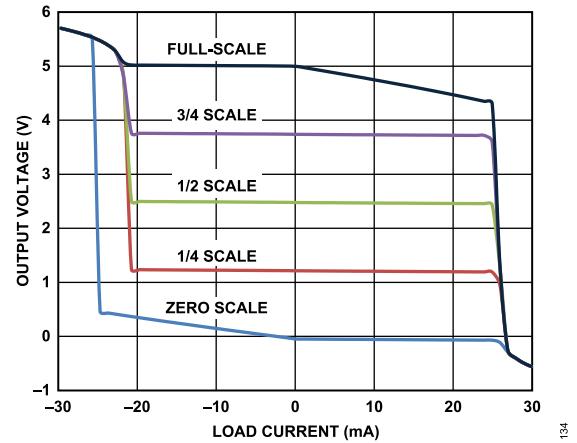 6
5
4
3
2
1
0
–1
OUTPUT VOLTAGE (V)
FULL-SCALE
3/4 SCALE
1/2 SCALE
1/4 SCALE
ZERO SCALE
–30 –20 –10 0 10 20 30
LOAD CURRENT (mA)
134